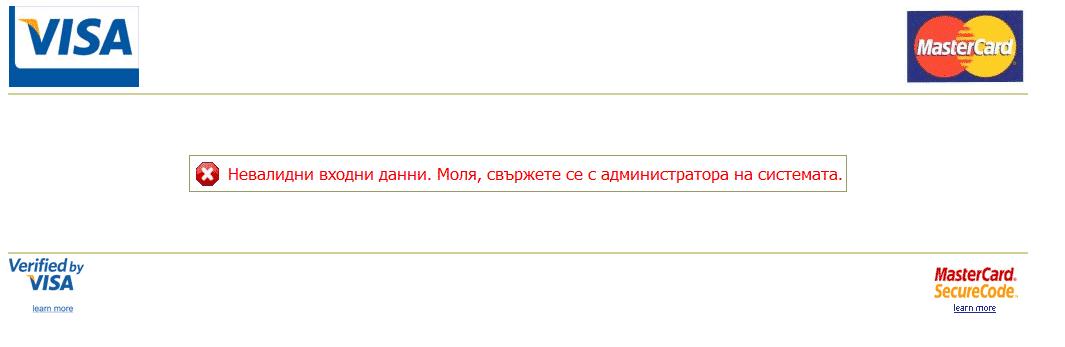 VISA
MasterCard
Невалидни входни данни. Моля, свържете се с администратора на системата.
Verified by
VISA
learn more
MasterCard.
SecureCode™
learn more